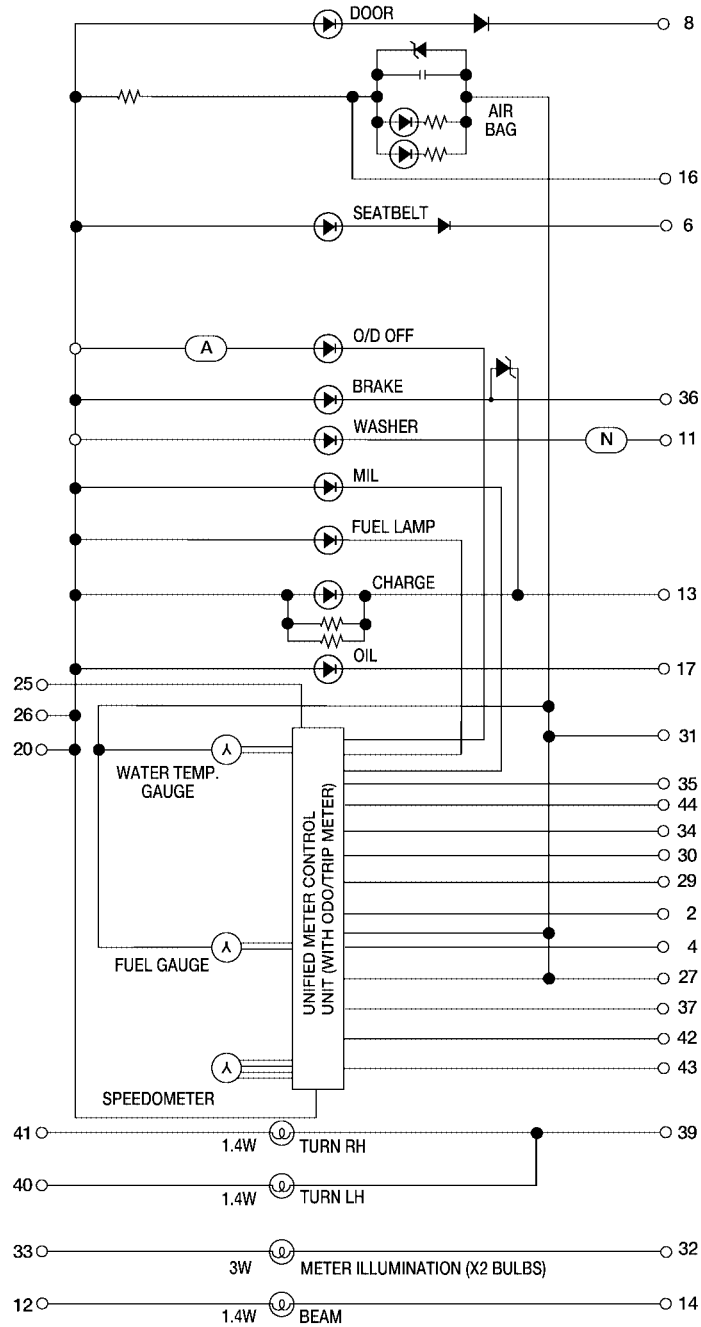 DOOR
8
AIR
BAG
16
SEATBELT
6
A
O/D OFF
BRAKE
36
WASHER
N
11
MIL
FUEL LAMP
CHARGE
13
OIL
17
25
26
20
31
WATER TEMP.
GAUGE
UNIFIED METER CONTROL
UNIT (WITH ODO/TRIP METER)
35
44
34
30
29
2
4
FUEL GAUGE
27
37
42
43
SPEEDOMETER
41
1.4W
TURN RH
39
40
1.4W
TURN LH
33
3W
METER ILLUMINATION (X2 BULBS)
32
12
1.4W
BEAM
14